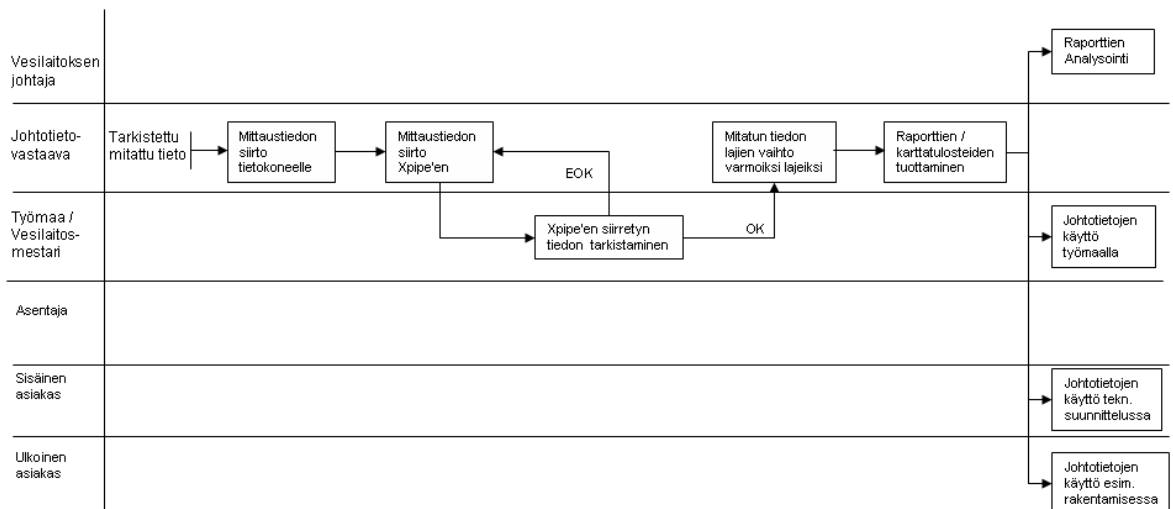 Vesilaitoksen
johtaja
Raporttien
Analysointi
Johtotieto-
vastaava
Tarkistettu
mitattu tieto
Mittaustiedon
siirto
tietokoneelle
Mittaustiedon
siirto
Xpipe'en
EOK
Mitatun tiedon
lajien vaihto
varmoiksi lajeiksi
Raporttien /
karttatulosteiden
tuottaminen
Työmaa /
Vesilaitos-
mestari
Xpipe'en siirretyn
tiedon tarkistaminen
OK
Johtotietojen
käyttö
työmaalla
Asentaja
Sisäinen
asiakas
Johtotietojen
käyttö tekn.
suunnittelussa
Ulkoinen
asiakas
Johtotietojen
käyttö esim.
rakentamisessa